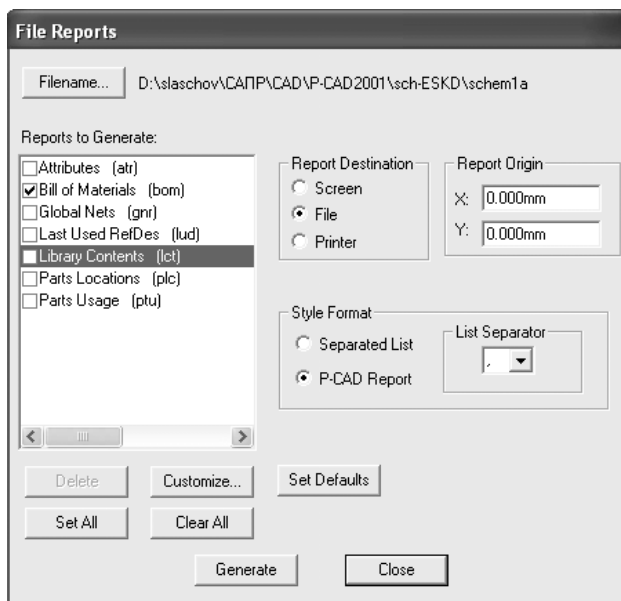 File Reports
Filename... D:\slaschov\САПР\CAD\P-CAD2001\sch-ESKD\schem1a
Reports to Generate:
Attributes (atr)
Bill of Materials (bom)
Global Nets (gnr)
Last Used RefDes (lud)
Library Contents (lct)
Parts Locations (plc)
Parts Usage (ptu)
Report Destination
Screen
File
Printer
Report Origin
X: 0.000mm
Y: 0.000mm
Style Format
Separated List
P-CAD Report
List Separator
,
Delete Customize... Set Defaults
Set All Clear All
Generate Close